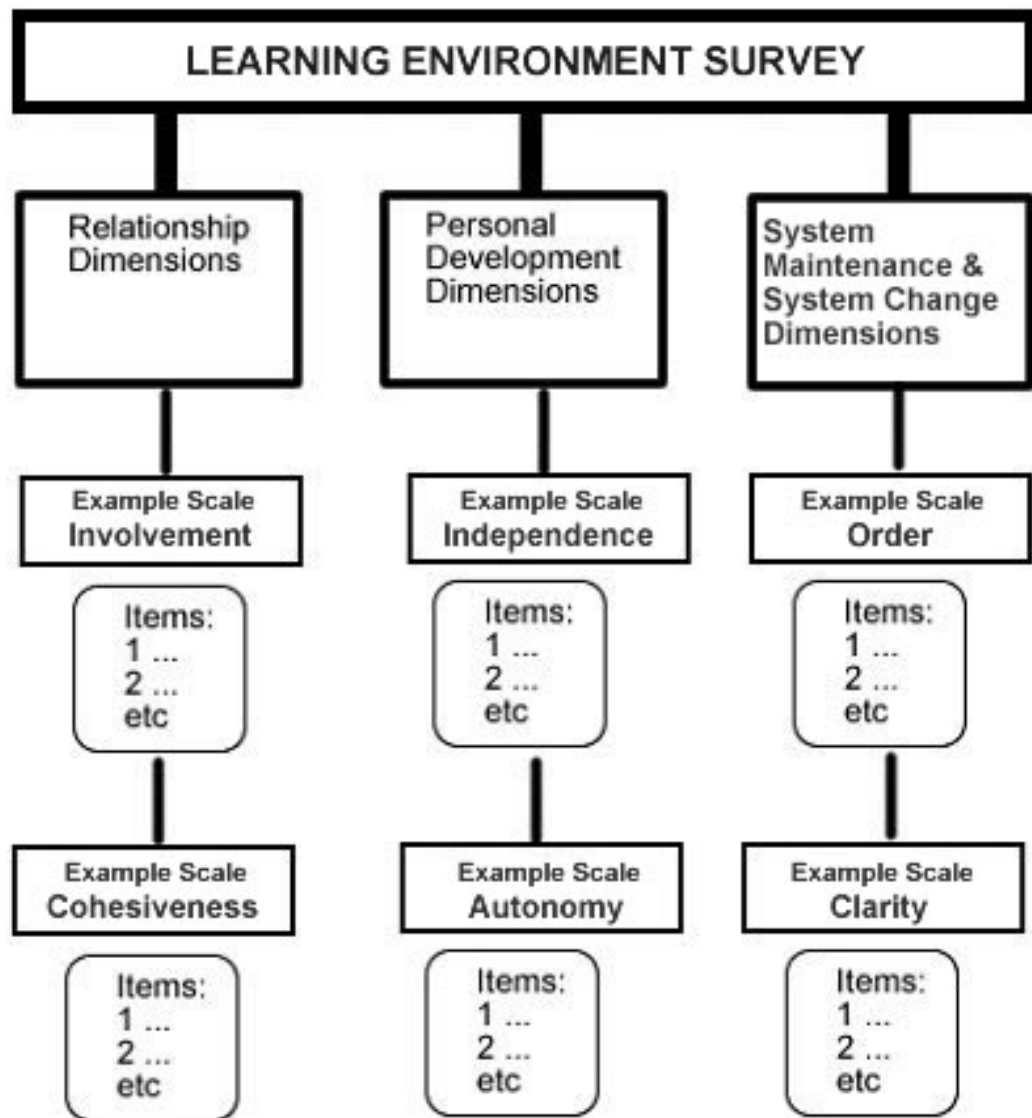 LEARNING ENVIRONMENT SURVEY
Relationship
Dimensions
Personal
Development
Dimensions
System
Maintenance &
System Change
Dimensions
Example Scale
Involvement
Example Scale
Independence
Example Scale
Order
Items:
1 ...
2 ...
etc
Items:
1 ...
2 ...
etc
Items:
1 ...
2 ...
etc
Example Scale
Cohesiveness
Example Scale
Autonomy
Example Scale
Clarity
Items:
1 ...
2 ...
etc
Items:
1 ...
2 ...
etc
Items:
1 ...
2 ...
etc